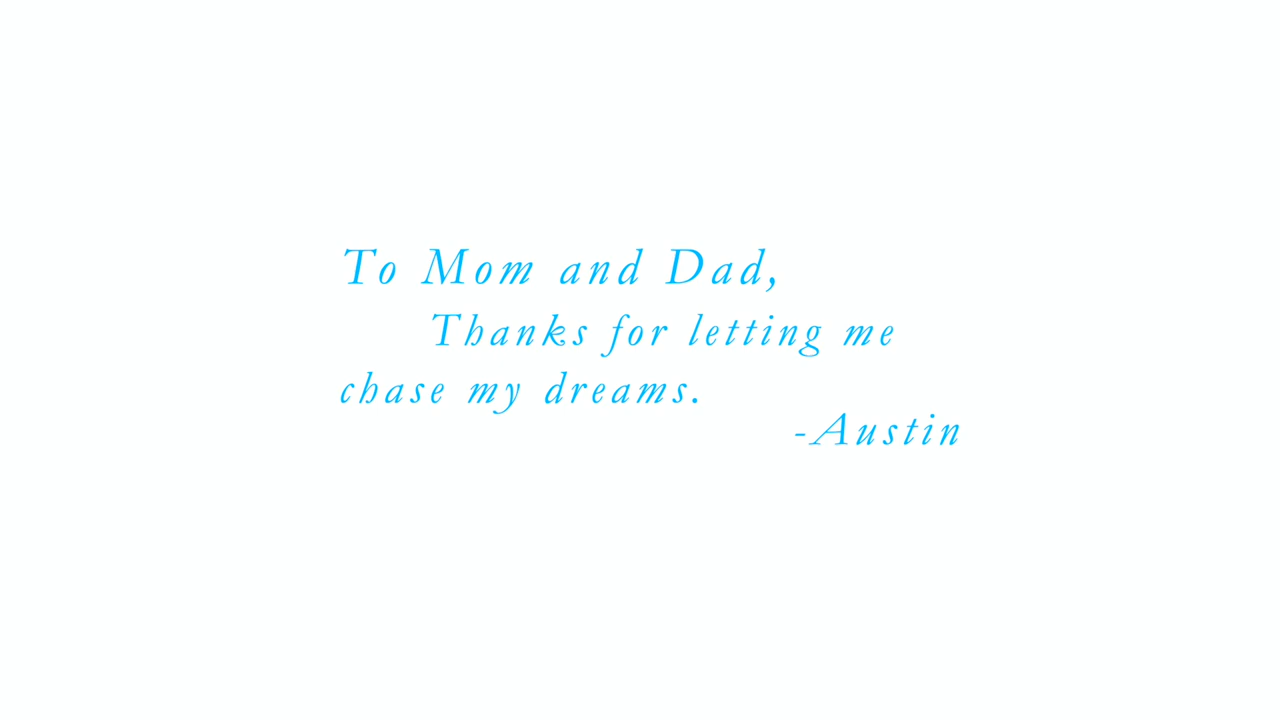 To Mom and Dad,
Thanks for letting me
chase my dreams.
-Austin